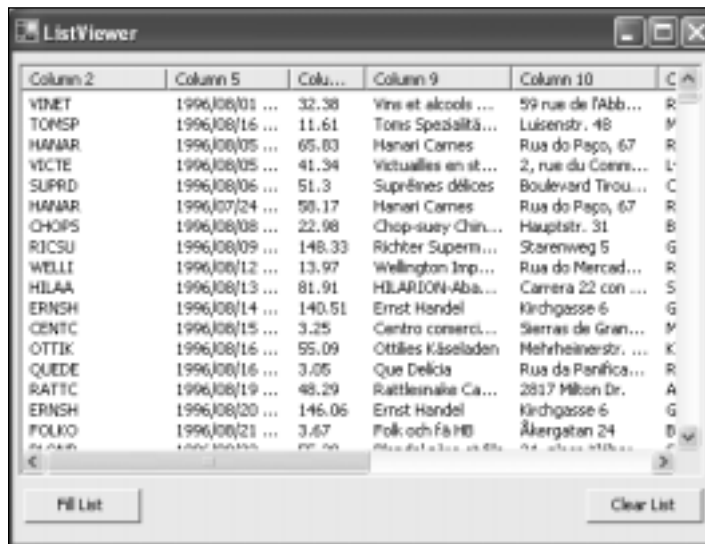 ListViewer
Column 2 Column 5 Colu... Column 9 Column 10 C
VINET 1996/08/01 ... 32.38 Vins et alcools ... 59 rue de l'Abb... R
TOMSP 1996/08/16 ... 11.61 Toms Spezialitä... Luisenstr. 48 M
HANAR 1996/08/05 ... 65.83 Hanari Carnes Rua do Paço, 67 R
VICTE 1996/08/05 ... 41.34 Victuailles en st... 2, rue du Comm... L
SUPRD 1996/08/06 ... 51.3 Suprêmes délices Boulevard Tirou... C
HANAR 1996/07/24 ... 58.17 Hanari Carnes Rua do Paço, 67 R
CHOPS 1996/08/08 ... 22.98 Chop-suey Chin... Hauptstr. 31 B
RICSU 1996/08/09 ... 148.33 Richter Superm... Starenweg 5 G
WELLI 1996/08/12 ... 13.97 Wellington Imp... Rua do Mercad... R
HILAA 1996/08/13 ... 81.91 HILARION-Aba... Carrera 22 con ... S
ERNSH 1996/08/14 ... 140.51 Ernst Handel Kirchgasse 6 G
CENTC 1996/08/15 ... 3.25 Centro comerci... Sierras de Gran... M
OTTIK 1996/08/16 ... 55.09 Ottilies Käseladen Mehrheimerstr. ... K
QUEDE 1996/08/16 ... 3.05 Que Delícia Rua da Panifica... R
RATTC 1996/08/19 ... 48.29 Rattlesnake Ca... 2817 Milton Dr. A
ERNSH 1996/08/20 ... 146.06 Ernst Handel Kirchgasse 6 G
FOLKO 1996/08/21 ... 3.67 Folk och fä HB Åkergatan 24 B
Fill List Clear List